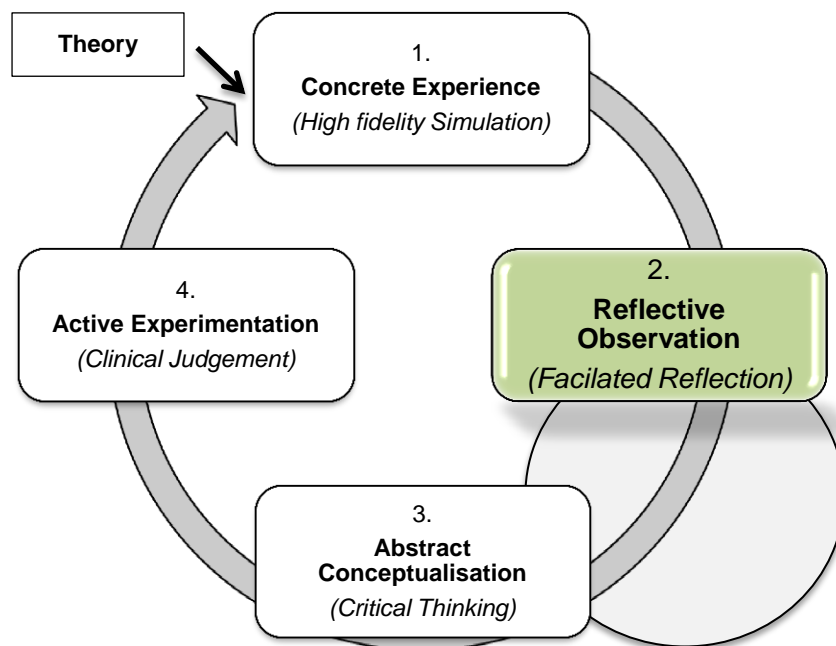 Theory
1.
Concrete Experience
(High fidelity Simulation)
2.
Reflective
Observation
(Facilated Reflection)
3.
Abstract
Conceptualisation
(Critical Thinking)
4.
Active Experimentation
(Clinical Judgement)